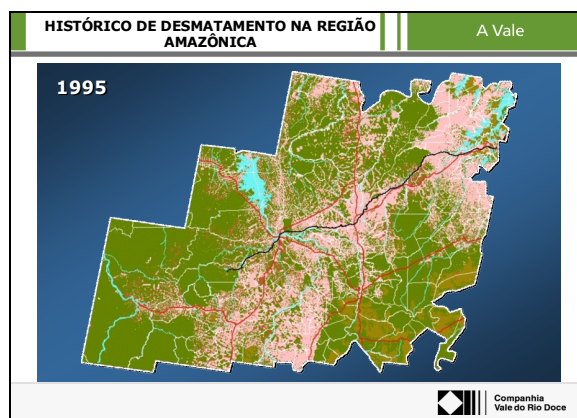 HISTÓRICO DE DESMATAMENTO NA REGIÃO
AMAZÔNICA
A Vale
1995
Companhia
Vale do Rio Doce